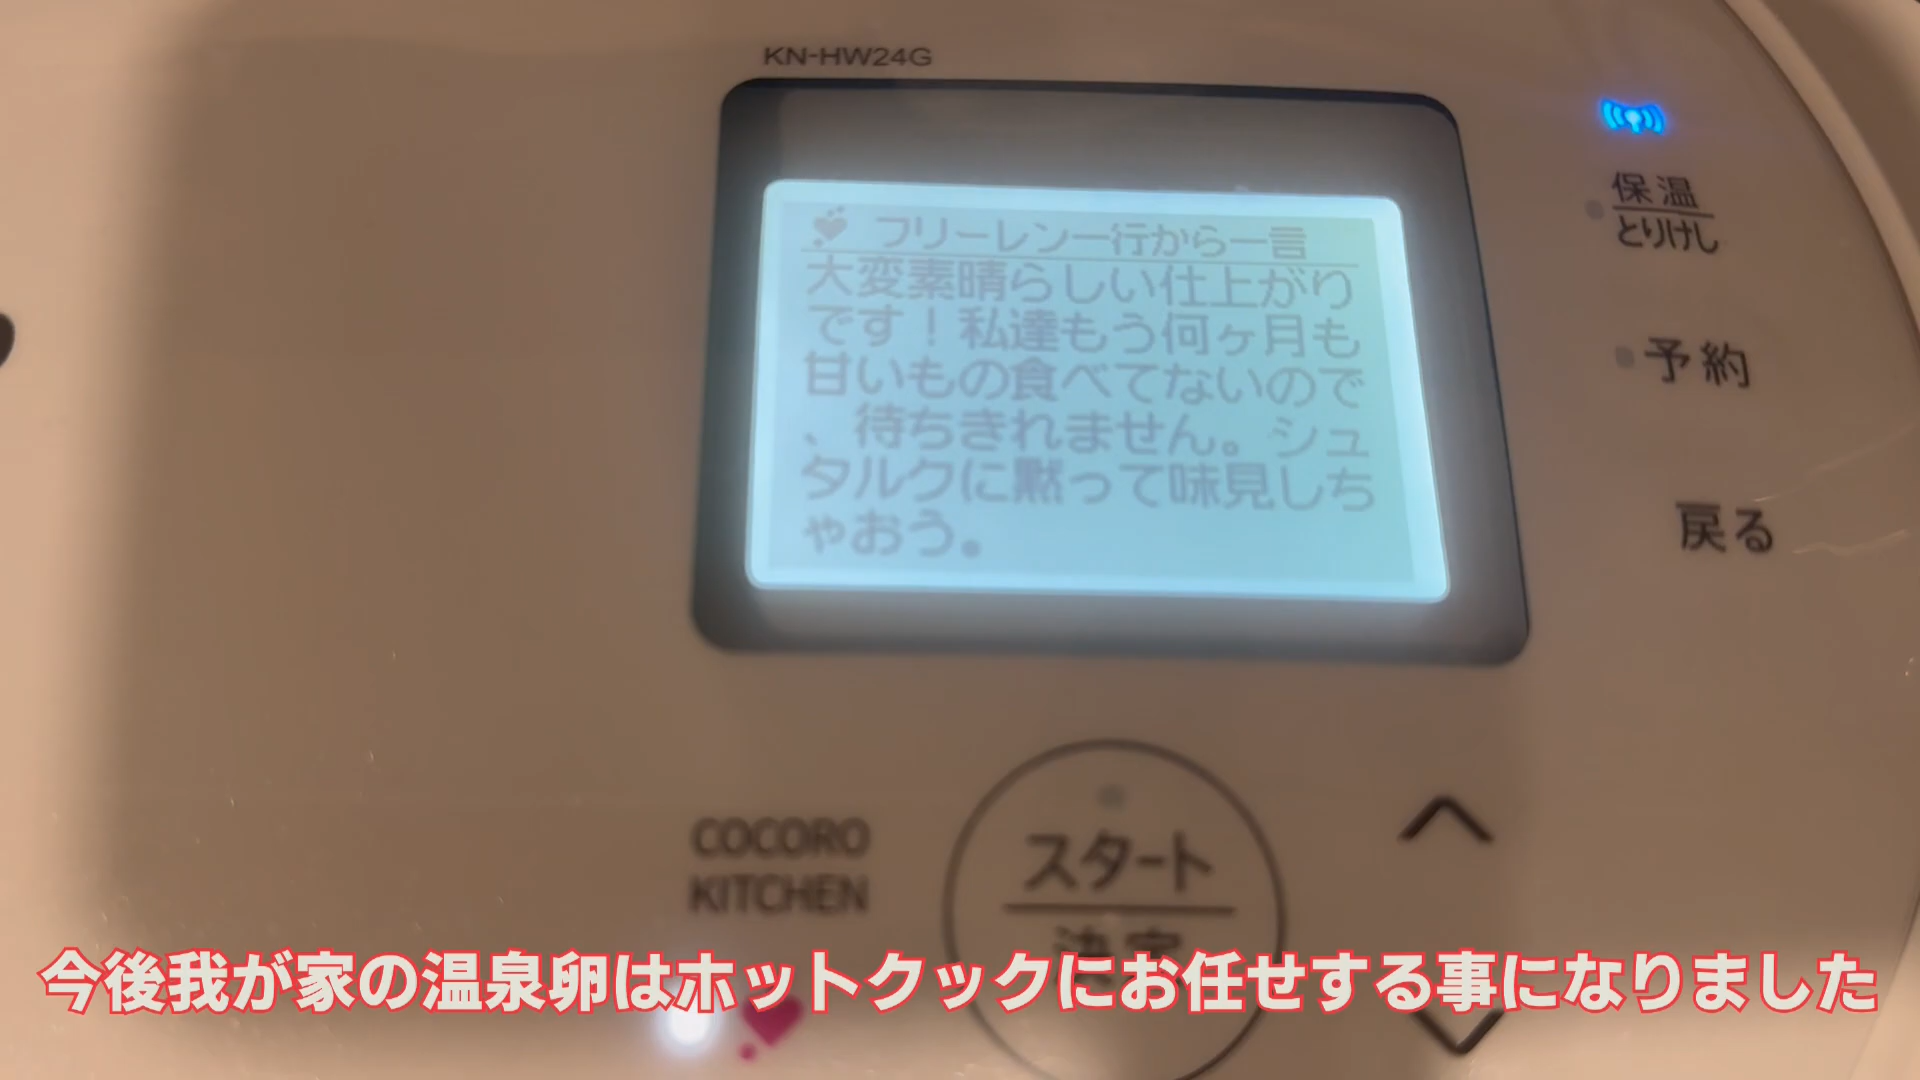 KN-HW24G
フリーレン一行から一言
大変素晴らしい仕上がり
です！私達もう何ヶ月も
甘いもの食べてないので
、待ちきれません。シュ
タルクに黙って味見しち
ゃおう。
保温
とりけし
予約
戻る
COCORO
KITCHEN
スタート
決定
今後我が家の温泉卵はホットクックにお任せする事になりました